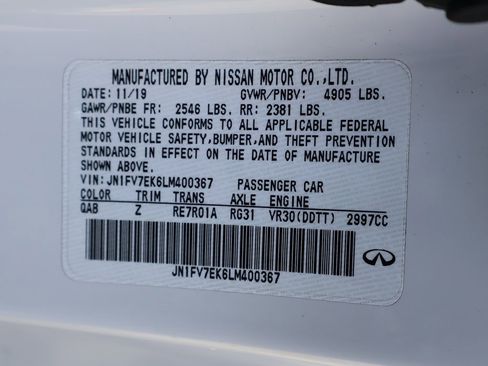 MANUFACTURED BY NISSAN MOTOR CO.,LTD.
DATE: 11/19 GVWR/PNBV: 4905 LBS.
GAWR/PNBE FR: 2546 LBS. RR: 2381 LBS.
THIS VEHICLE CONFORMS TO ALL APPLICABLE FEDERAL
MOTOR VEHICLE SAFETY,BUMPER,AND THEFT PREVENTION
STANDARDS IN EFFECT ON THE DATE OF MANUFACTURE
SHOWN ABOVE.
VIN: JN1FV7EK6LM400367 PASSENGER CAR
COLOR TRIM TRANS AXLE ENGINE
QAB Z RE7R01A RG31 VR30(DDTT) 2997CC
JN1FV7EK6LM400367